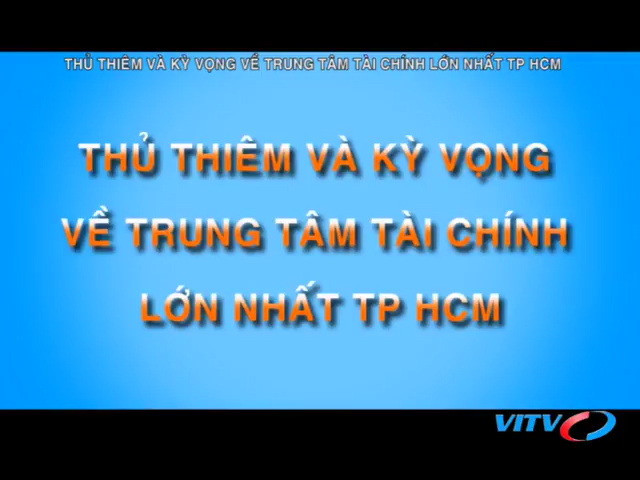 THỦ THIÊM VÀ KỲ VỌNG VỀ TRUNG TÂM TÀI CHÍNH LỚN NHẤT TP HCM
THỦ THIÊM VÀ KỲ VỌNG
VỀ TRUNG TÂM TÀI CHÍNH
LỚN NHẤT TP HCM
VITV